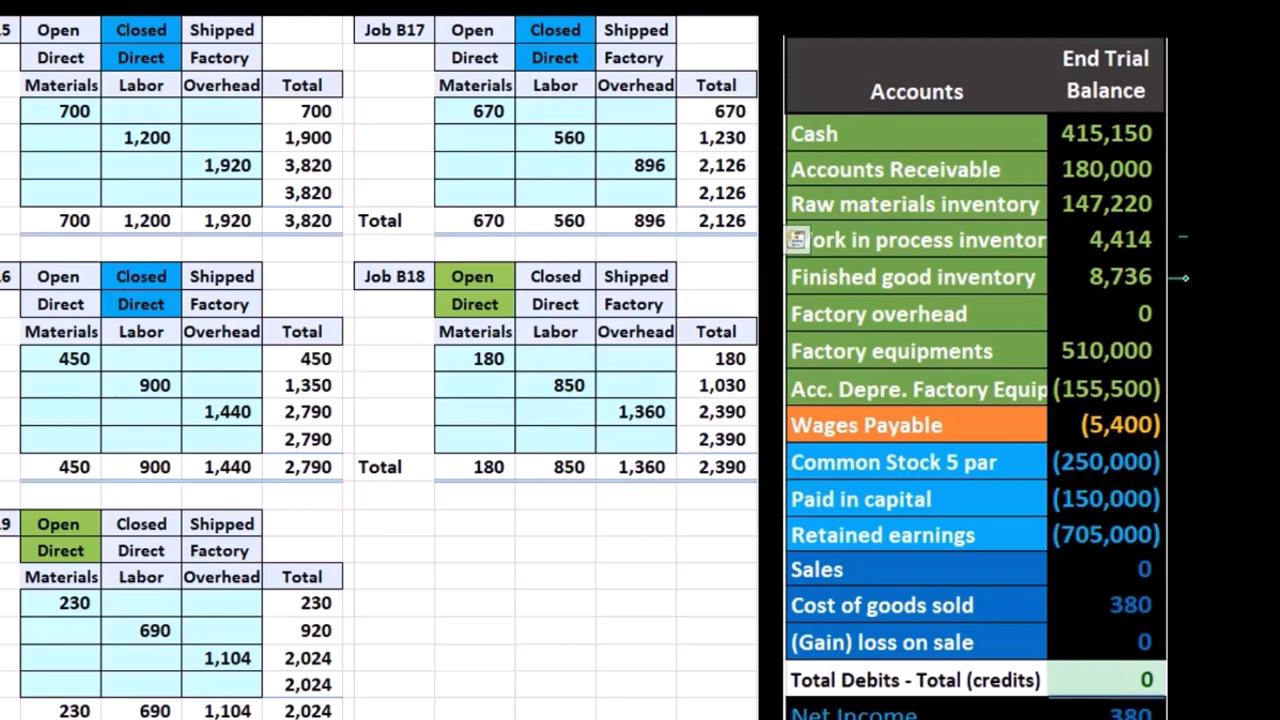 5 Open Closed Shipped
Direct Direct Factory
Materials Labor Overhead Total
700 700
1,200 1,900
1,920 3,820
3,820
700 1,200 1,920 3,820
6 Open Closed Shipped
Direct Direct Factory
Materials Labor Overhead Total
450 450
900 1,350
1,440 2,790
2,790
450 900 1,440 2,790
9 Open Closed Shipped
Direct Direct Factory
Materials Labor Overhead Total
230 230
690 920
1,104 2,024
2,024
230 690 1,104 2,024
Job B17 Open Closed Shipped
Direct Direct Factory
Materials Labor Overhead Total
670 670
560 1,230
896 2,126
2,126
Total 670 560 896 2,126
Job B18 Open Closed Shipped
Direct Direct Factory
Materials Labor Overhead Total
180 180
850 1,030
1,360 2,390
2,390
Total 180 850 1,360 2,390
End Trial
Accounts Balance
Cash 415,150
Accounts Receivable 180,000
Raw materials inventory 147,220
ork in process inventor 4,414
Finished good inventory 8,736
Factory overhead 0
Factory equipments 510,000
Acc. Depre. Factory Equip (155,500)
Wages Payable (5,400)
Common Stock 5 par (250,000)
Paid in capital (150,000)
Retained earnings (705,000)
Sales 0
Cost of goods sold 380
(Gain) loss on sale 0
Total Debits - Total (credits) 0
Net Income 380